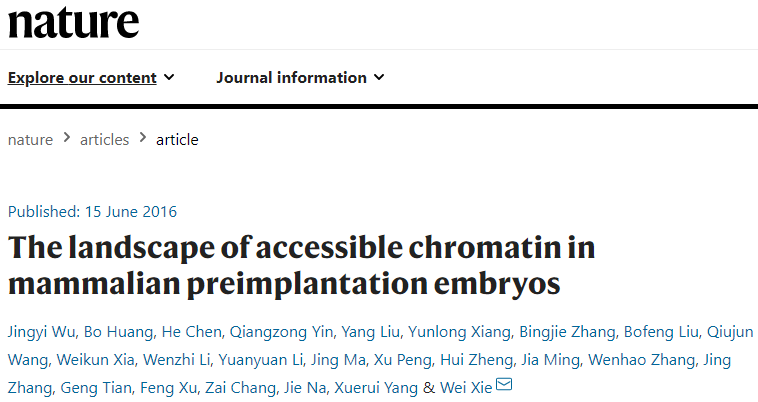 nature
Explore our content Journal information
nature > articles > article
Published: 15 June 2016
The landscape of accessible chromatin in
mammalian preimplantation embryos
Jingyi Wu, Bo Huang, He Chen, Qiangzong Yin, Yang Liu, Yunlong Xiang, Bingjie Zhang, Bofeng Liu, Qiujun
Wang, Weikun Xia, Wenzhi Li, Yuanyuan Li, Jing Ma, Xu Peng, Hui Zheng, Jia Ming, Wenhao Zhang, Jing
Zhang, Geng Tian, Feng Xu, Zai Chang, Jie Na, Xuerui Yang & Wei Xie